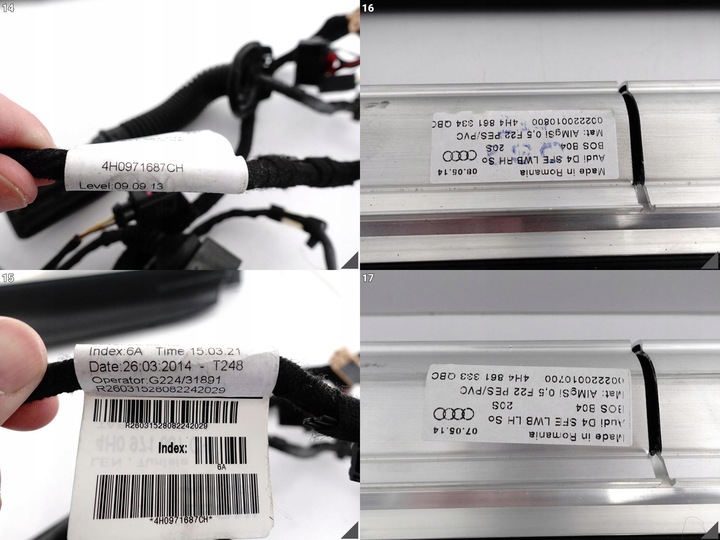 14
4H0971687CH
Level:09.09.13
16
Made in Romania 08.05.14
Audi D4 SFE LWB RH So
BOS B04 20S
Mat: AlMgSi 0,5 F22 PES/PVC
002220010800 4H4 861 334 QBC
15
Index:6A Time:15:03:21
Date:26:03:2014 - T248
Operator:G224/31891
R26031528082242029
R26031528082242029
Index:
6A
*4H0971687CH*
17
Made in Romania 07.05.14
Audi D4 SFE LWB LH So
BOS B04 20S
Mat: AlMgSi 0,5 F22 PES/PVC
002220010700 4H4 861 333 QBC